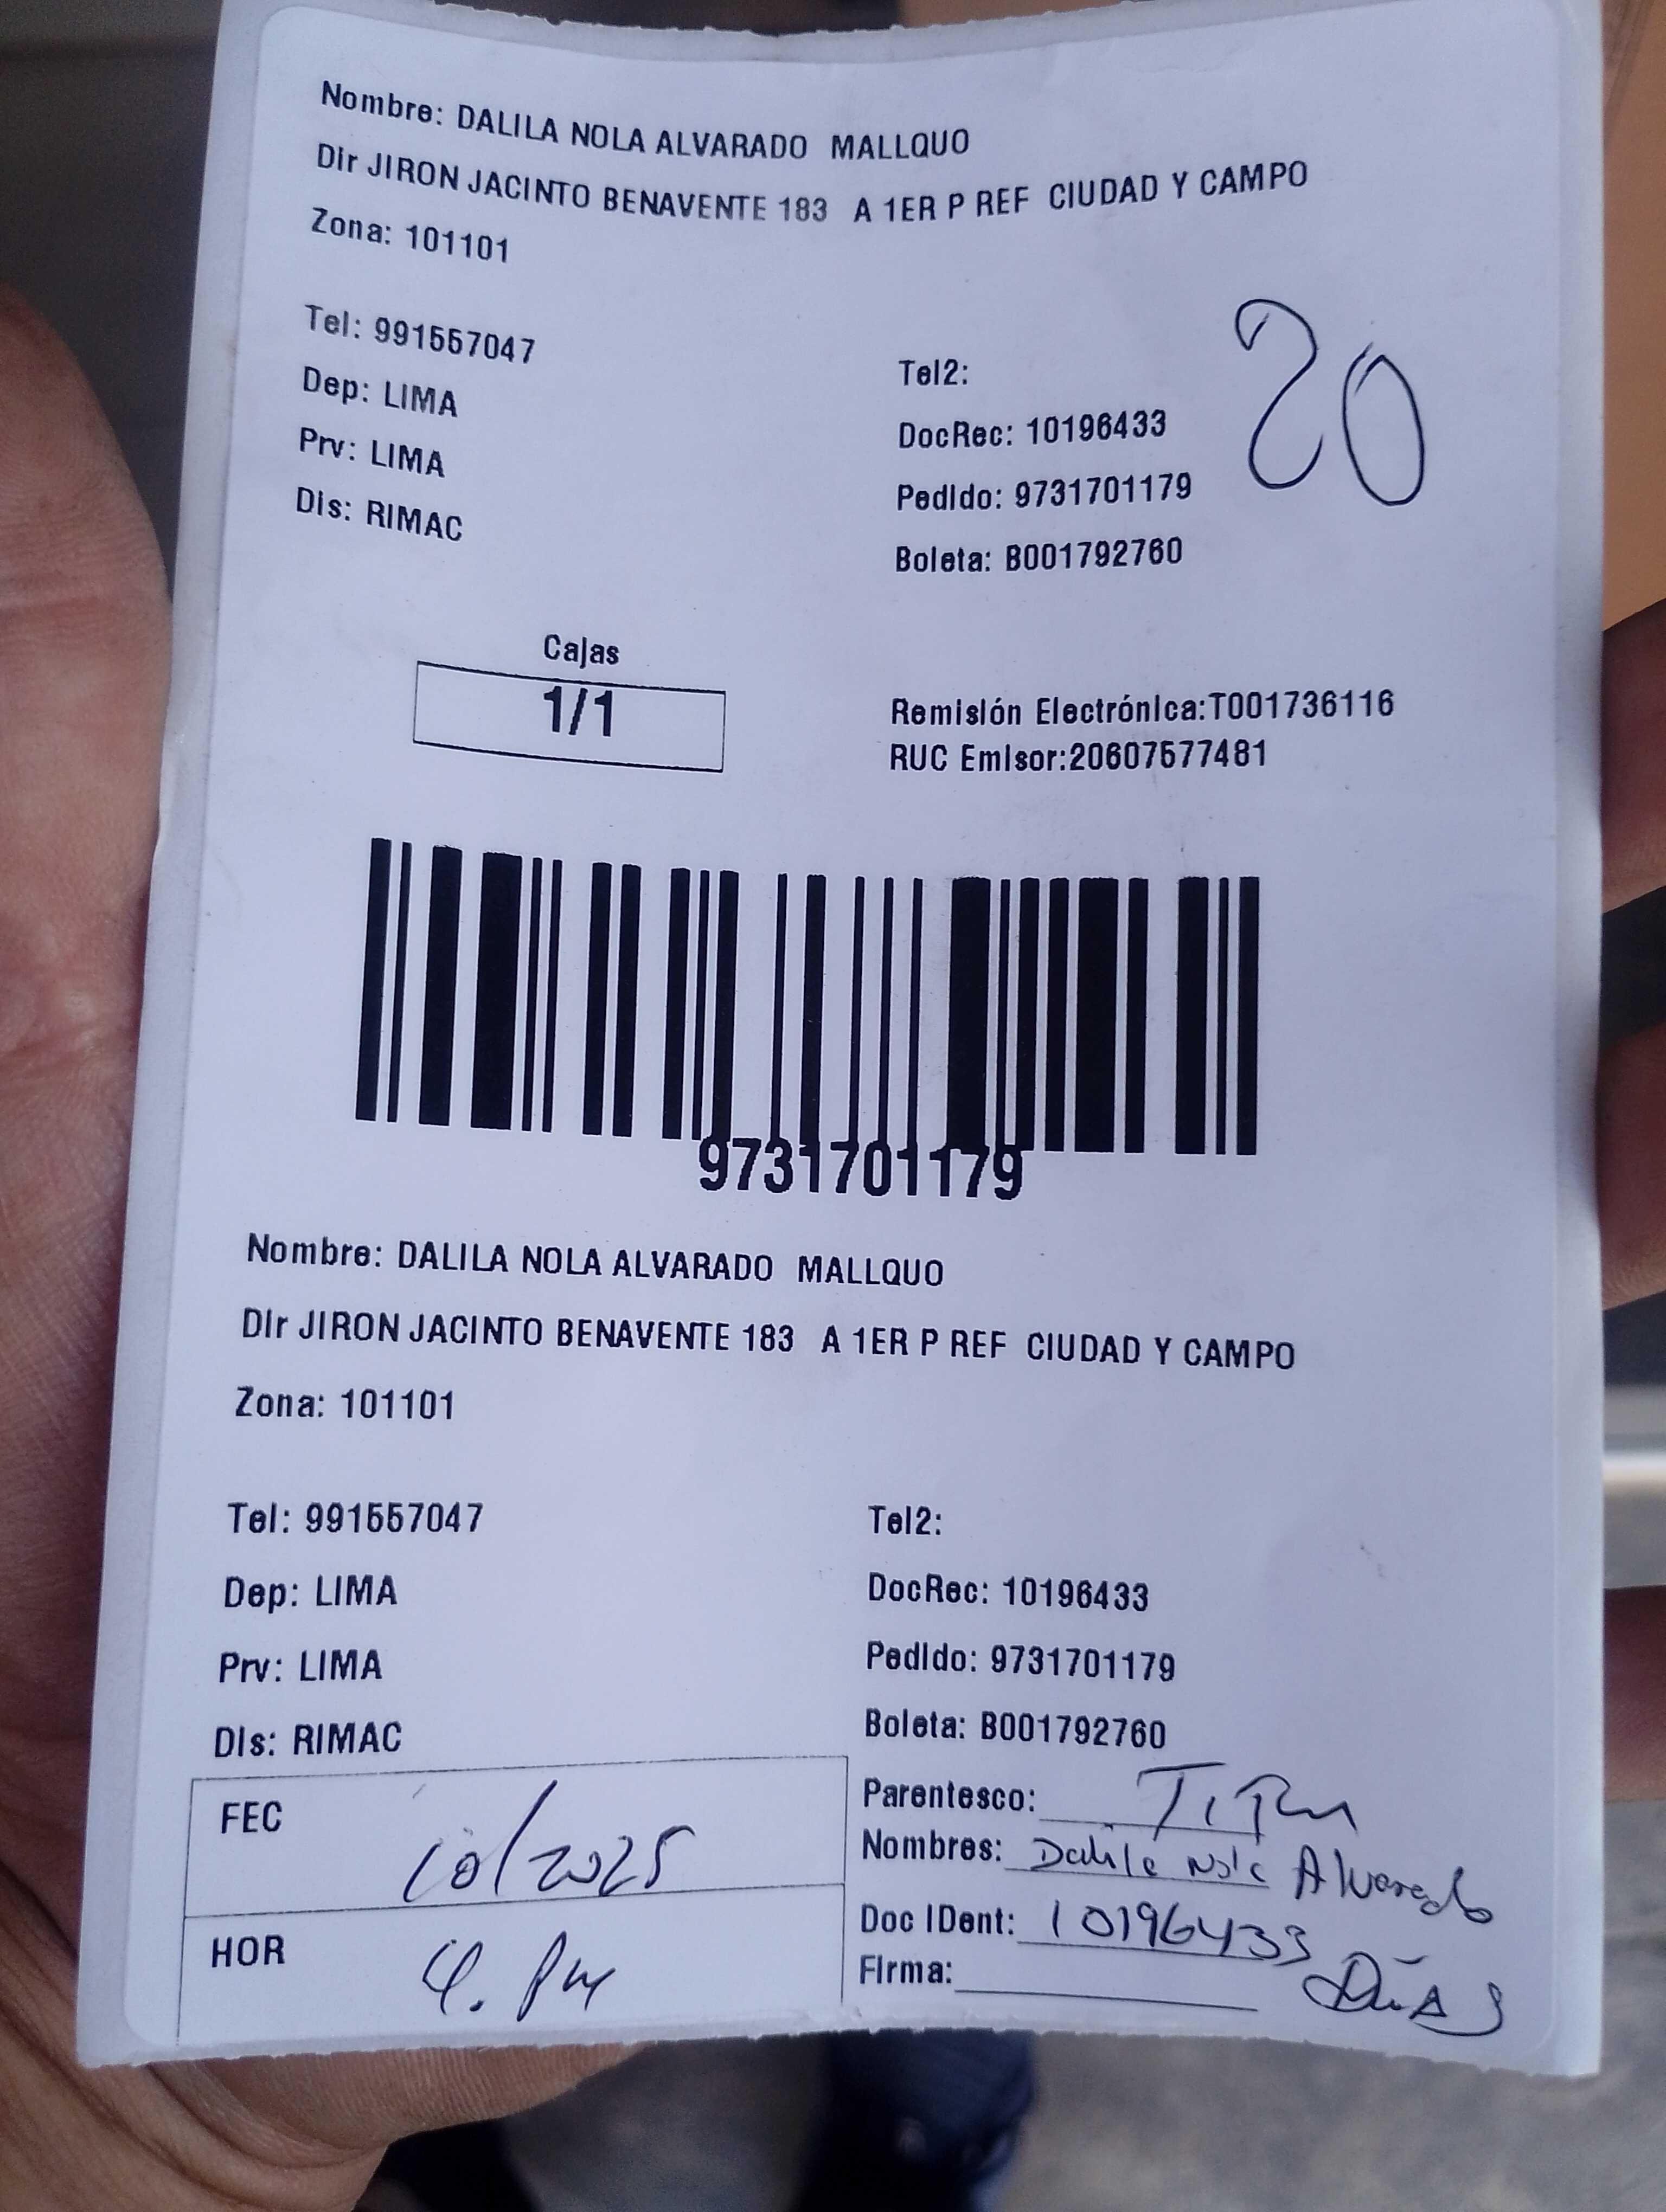 Nombre: DALILA NOLA ALVARADO MALLQUO
Dir JIRON JACINTO BENAVENTE 183 A 1ER P REF CIUDAD Y CAMPO
Zona: 101101
20
Tel: 991557047
Tel2:
Dep: LIMA
DocRec: 10196433
Prv: LIMA
Pedido: 9731701179
Dis: RIMAC
Boleta: B001792760
Cajas
1/1
Remisión Electrónica:T001736116
RUC Emisor:20607577481
9731701179
Nombre: DALILA NOLA ALVARADO MALLQUO
Dir JIRON JACINTO BENAVENTE 183 A 1ER P REF CIUDAD Y CAMPO
Zona: 101101
Tel: 991557047
Tel2:
Dep: LIMA
DocRec: 10196433
Prv: LIMA
Pedido: 9731701179
Dis: RIMAC
Boleta: B001792760
FEC 10/2025
Parentesco:
Nombres: Dalila Nola Alvarado
HOR 4. PM
Doc IDent: 10196433
Firma: